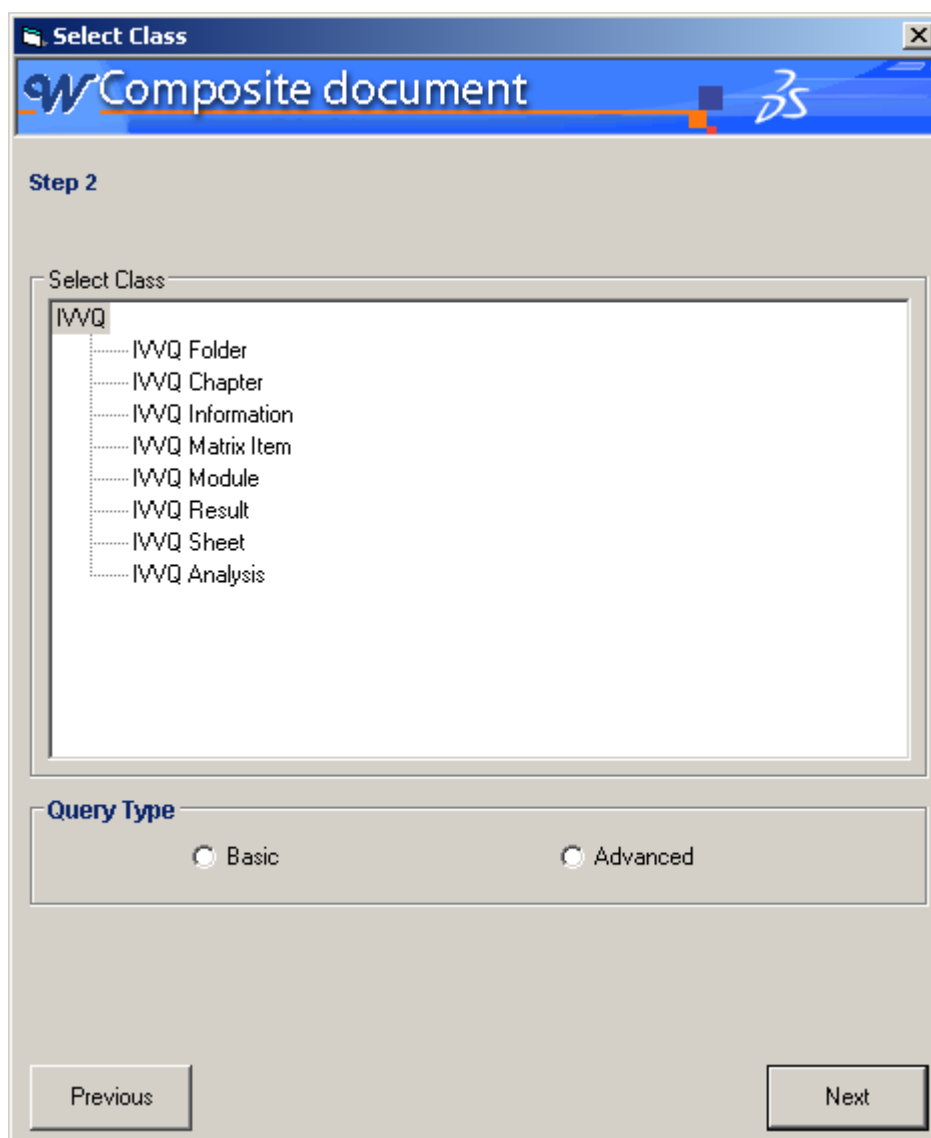 Select Class
Composite document
Step 2
Select Class
IVVQ
IVVQ Folder
IVVQ Chapter
IVVQ Information
IVVQ Matrix Item
IVVQ Module
IVVQ Result
IVVQ Sheet
IVVQ Analysis
Query Type
Basic Advanced
Previous Next